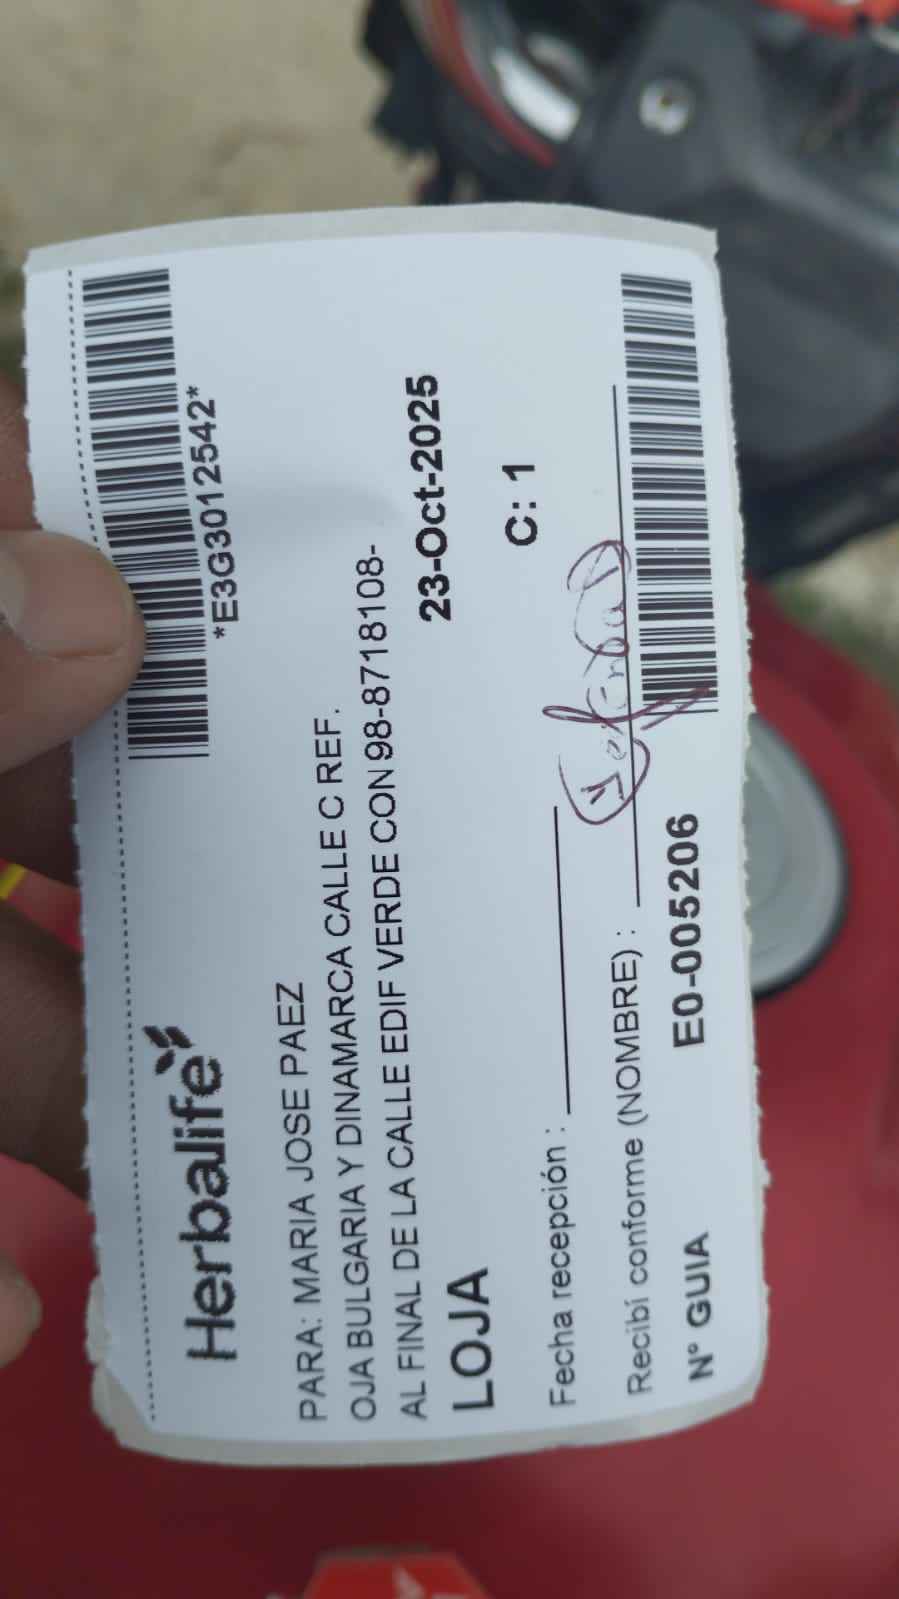 *E3G3012542*
Herbalife
PARA: MARIA JOSE PAEZ
OJA BULGARIA Y DINAMARCA CALLE C REF.
AL FINAL DE LA CALLE EDIF VERDE CON 98-8718108-
LOJA 23-Oct-2025
C: 1
Fecha recepción :
Recibí conforme (NOMBRE) :
N° GUIA E0-005206